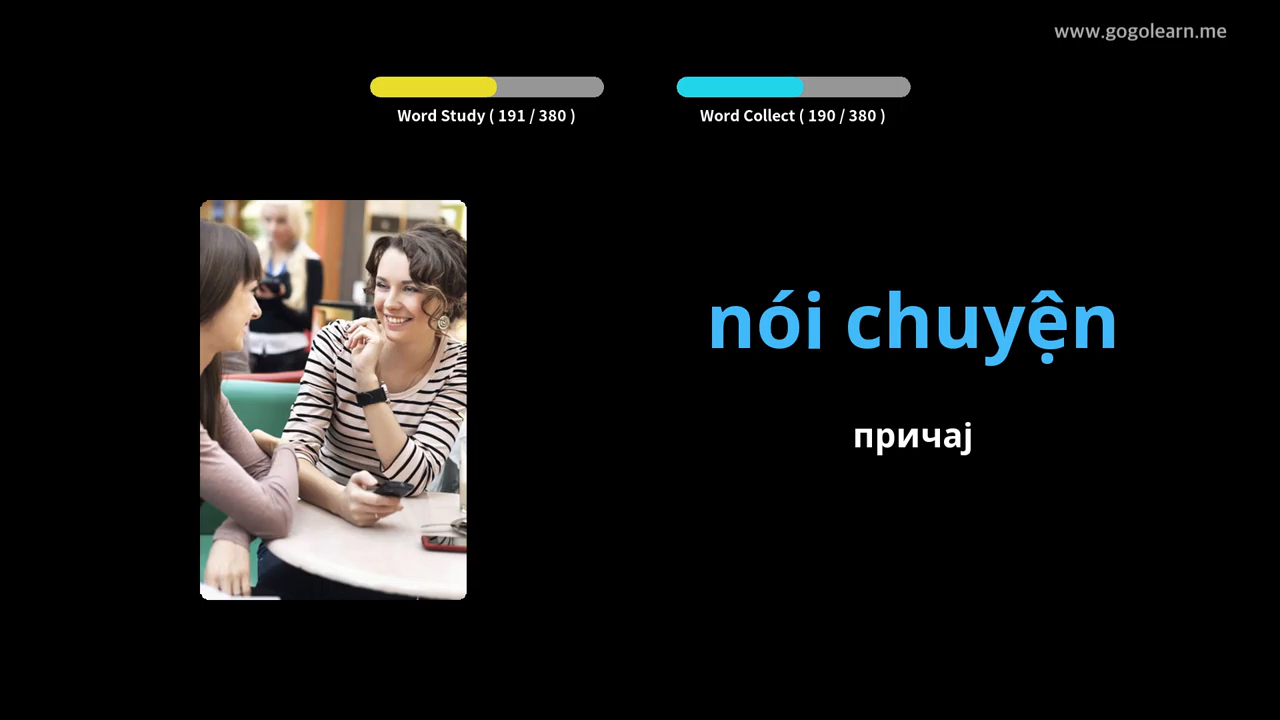 www.gogolearn.me
Word Study ( 191 / 380 )
Word Collect ( 190 / 380 )
nói chuyện
причај